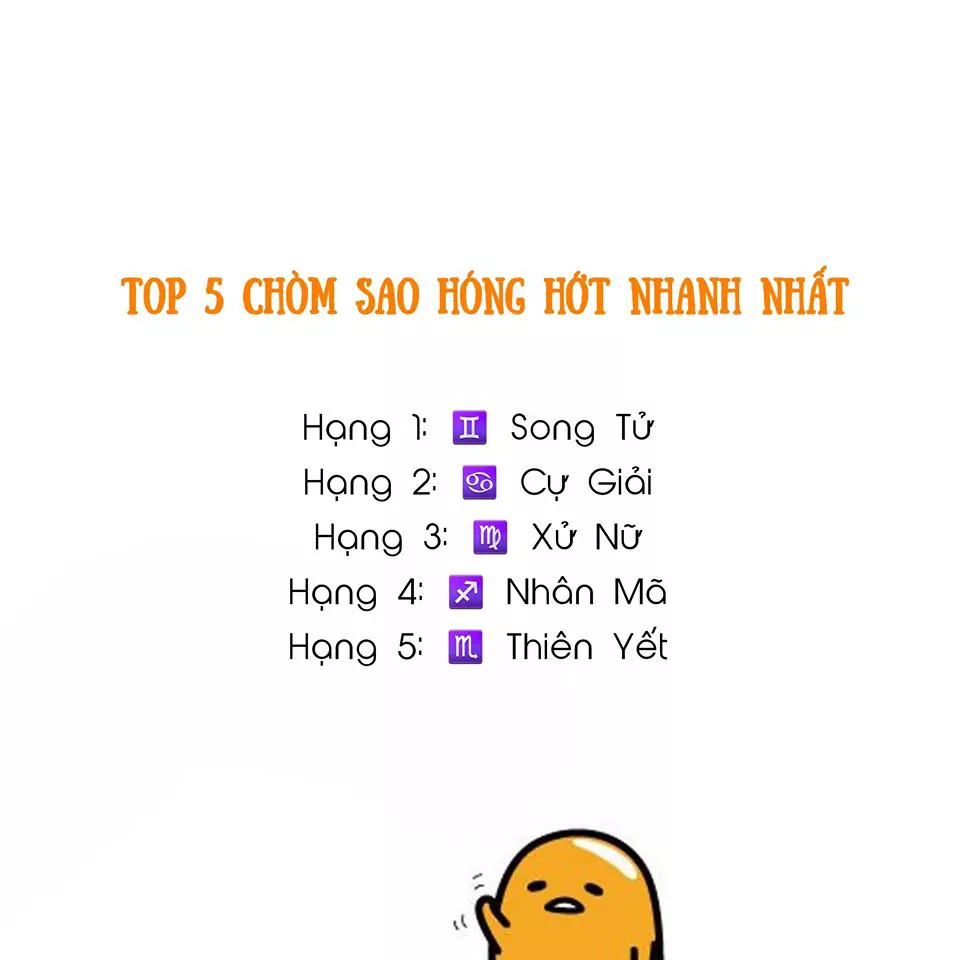 TOP 5 CHÒM SAO HÓNG HỚT NHANH NHẤT
Hạng 1: ♊ Song Tử
Hạng 2: ♋ Cự Giải
Hạng 3: ♍ Xử Nữ
Hạng 4: ♐ Nhân Mã
Hạng 5: ♏ Thiên Yết